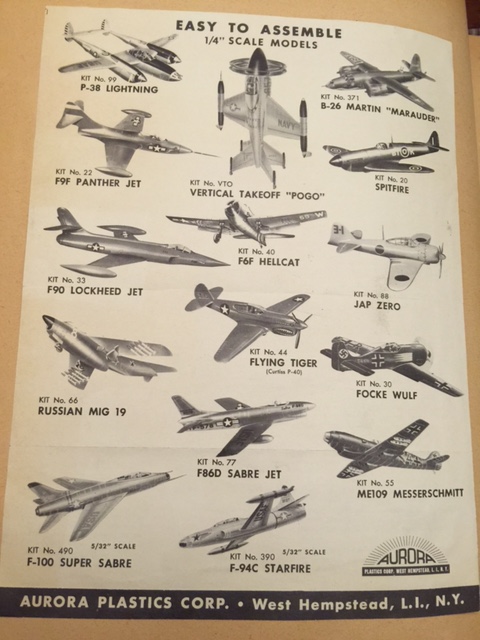 EASY TO ASSEMBLE
1/4" SCALE MODELS
KIT No. 99
P-38 LIGHTNING
KIT No. 371
B-26 MARTIN "MARAUDER"
NAVY
KIT No. 22
F9F PANTHER JET
KIT No. VTO
VERTICAL TAKEOFF "POGO"
KIT No. 20
SPITFIRE
KIT No. 40
F6F HELLCAT
KIT No. 33
F90 LOCKHEED JET
KIT No. 88
JAP ZERO
KIT No. 44
FLYING TIGER
(Curtiss P-40)
KIT No. 66
RUSSIAN MIG 19
KIT No. 30
FOCKE WULF
KIT No. 77
F86D SABRE JET
KIT No. 55
ME109 MESSERSCHMITT
KIT No. 490
5/32" SCALE
F-100 SUPER SABRE
KIT No. 390
5/32" SCALE
F-94C STARFIRE
AURORA
PLASTICS CORP. WEST HEMPSTEAD, L. I., N. Y.
AURORA PLASTICS CORP. • West Hempstead, L.I., N.Y.